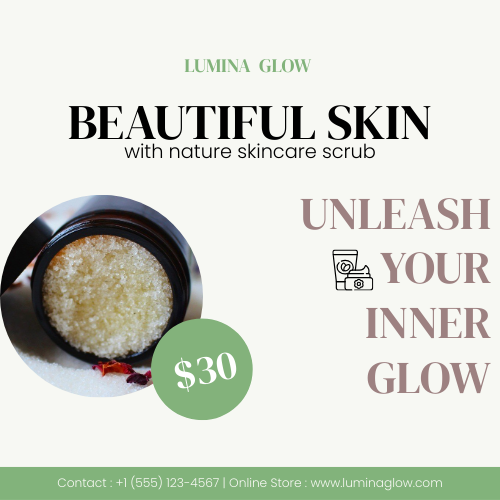 LUMINA GLOW
BEAUTIFUL SKIN
with nature skincare scrub
UNLEASH
YOUR
INNER
GLOW
$30
Contact : +1 (555) 123-4567 | Online Store : www.luminaglow.com